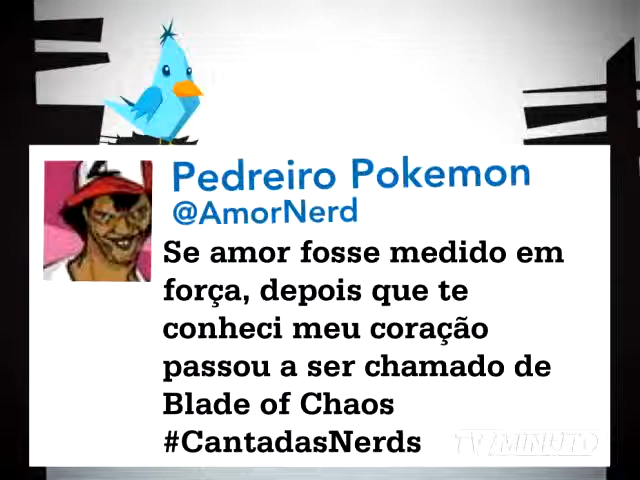 Pedreiro Pokemon
@AmorNerd
Se amor fosse medido em
força, depois que te
conheci meu coração
passou a ser chamado de
Blade of Chaos
#CantadasNerds
TV MINUTO